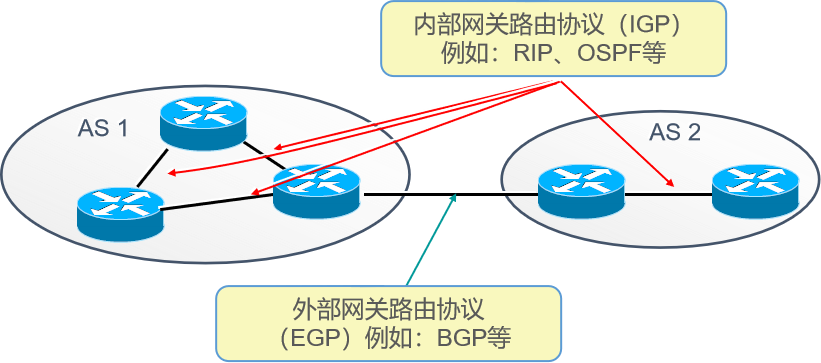 内部网关路由协议（IGP）
例如：RIP、OSPF等
AS 1
AS 2
外部网关路由协议
（EGP）例如：BGP等